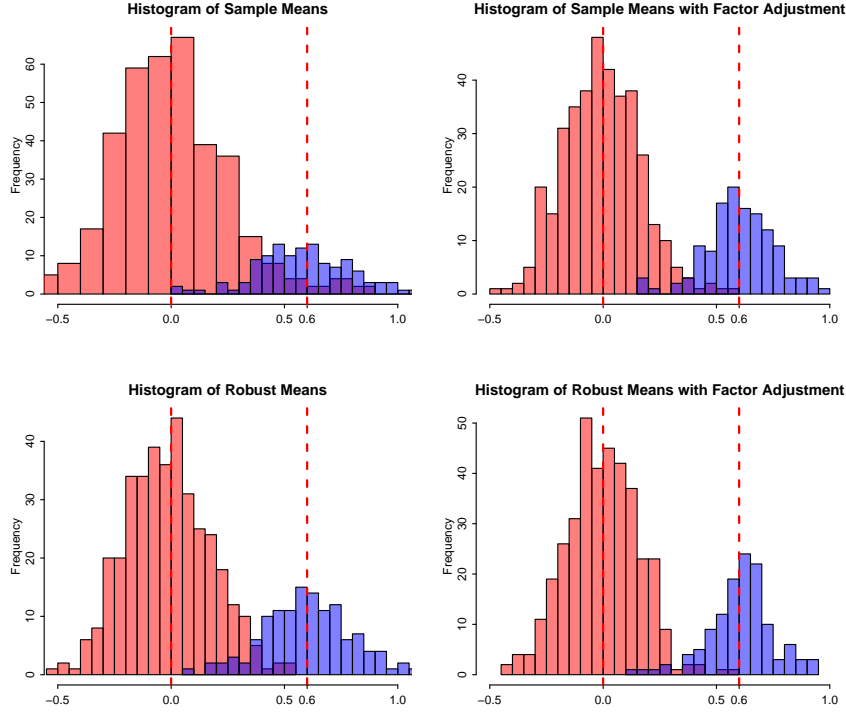 Histogram of Sample Means
Frequency
0 10 20 30 40 50 60
−0.5 0.0 0.5 0.6 1.0
Histogram of Sample Means with Factor Adjustment
Frequency
0 10 20 30 40
−0.5 0.0 0.5 0.6 1.0
Histogram of Robust Means
Frequency
0 10 20 30 40
−0.5 0.0 0.5 0.6 1.0
Histogram of Robust Means with Factor Adjustment
Frequency
0 10 20 30 40 50
−0.5 0.0 0.5 0.6 1.0